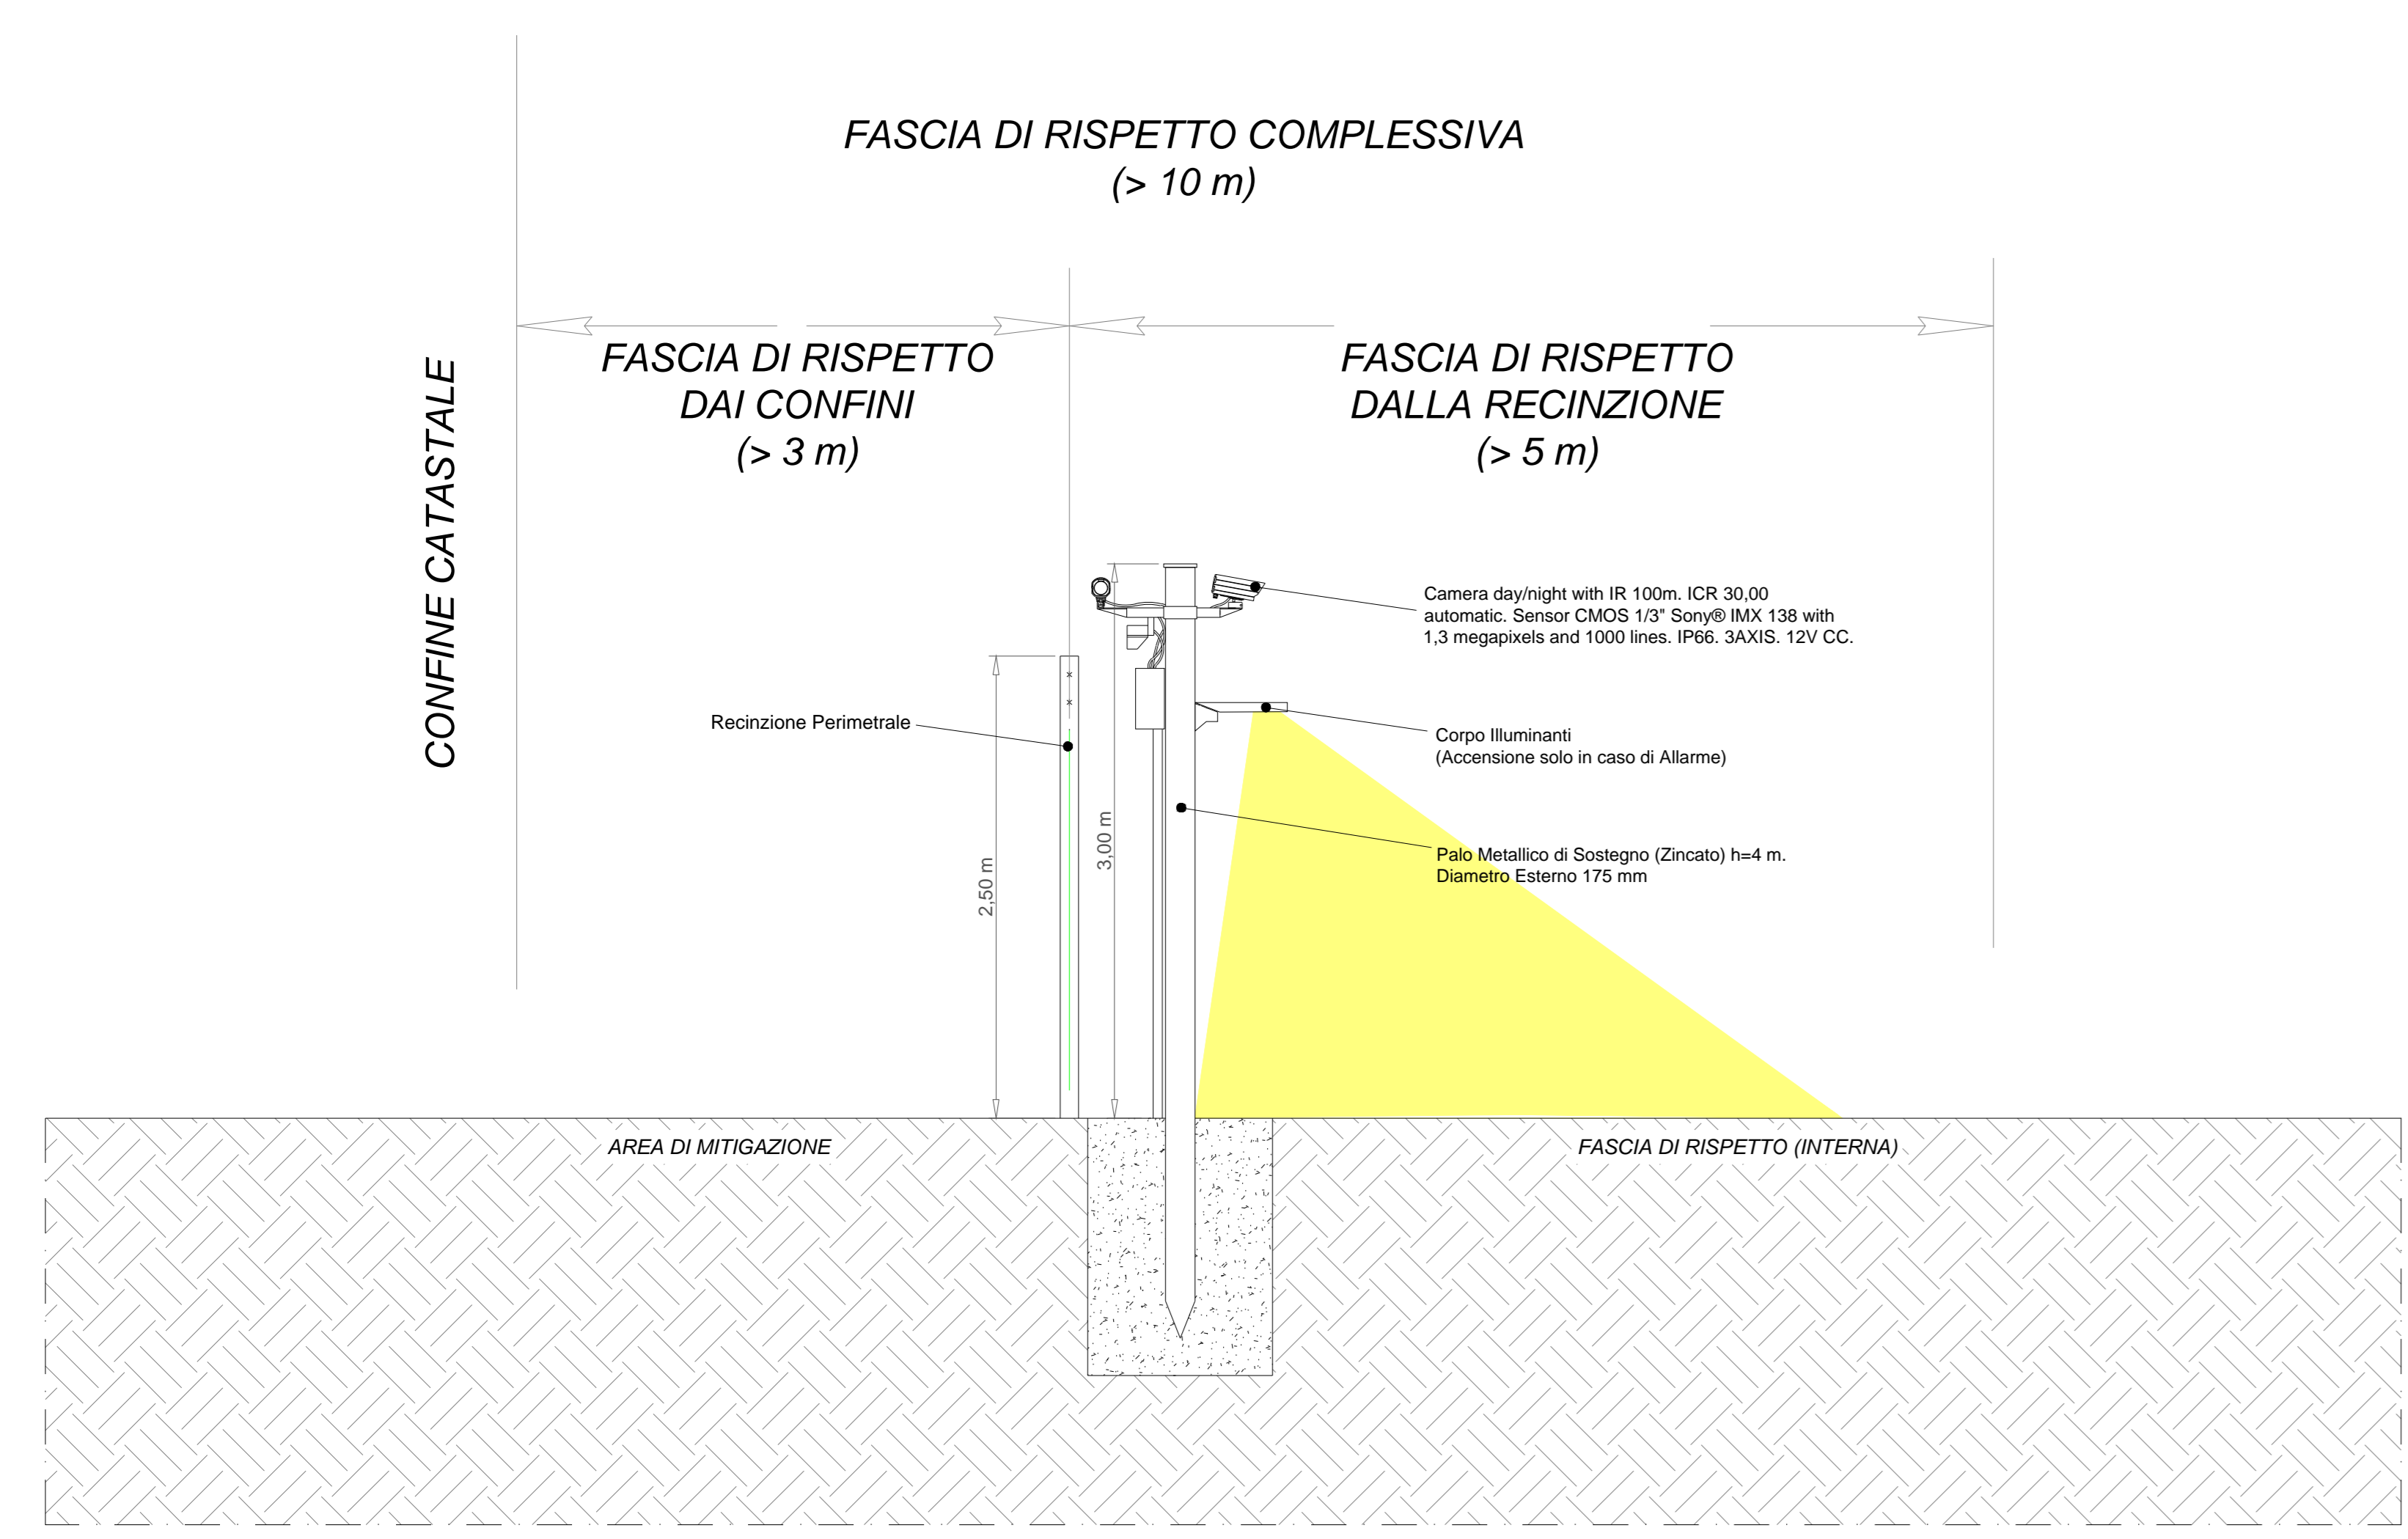 FASCIA DI RISPETTO COMPLESSIVA
(> 10 m)
CONFINE CATASTALE
FASCIA DI RISPETTO
DAI CONFINI
(> 3 m)
FASCIA DI RISPETTO
DALLA RECINZIONE
(> 5 m)
Camera day/night with IR 100m. ICR 30,00
automatic. Sensor CMOS 1/3" Sony® IMX 138 with
1,3 megapixels and 1000 lines. IP66. 3AXIS. 12V CC.
Recinzione Perimetrale
Corpo Illuminanti
(Accensione solo in caso di Allarme)
2,50 m
3,00 m
Palo Metallico di Sostegno (Zincato) h=4 m.
Diametro Esterno 175 mm
AREA DI MITIGAZIONE
FASCIA DI RISPETTO (INTERNA)